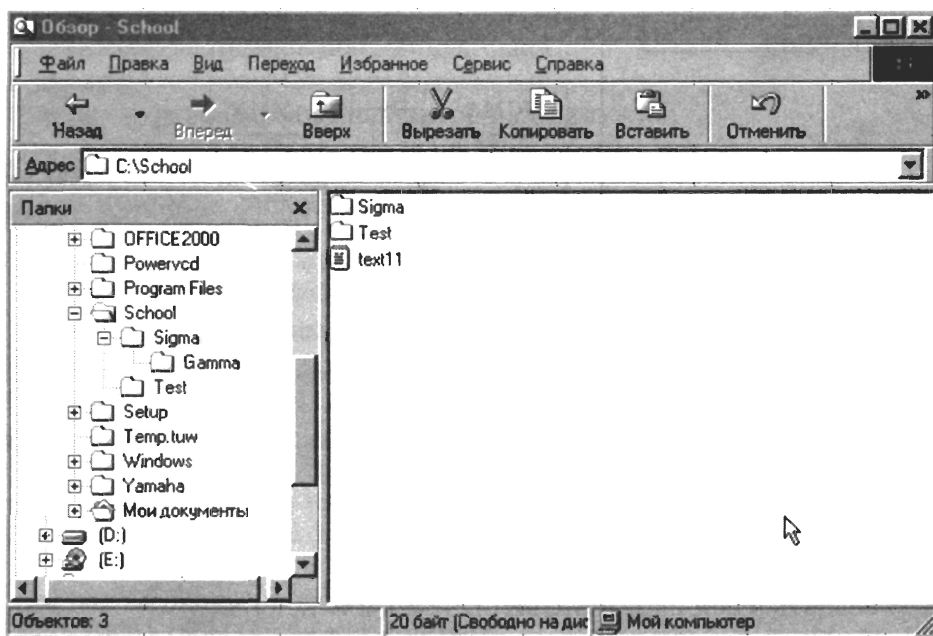 Обзор - School
Файл Правка Вид Переход Избранное Сервис Справка
Назад Вперед Вверх Вырезать Копировать Вставить Отменить
Адрес C:\School
Папки
OFFICE2000
Powervcd
Program Files
School
Sigma
Gamma
Test
Setup
Temp.tuw
Windows
Yamaha
Мои документы
(D:)
(E:)
Sigma
Test
text11
Объектов: 3 20 байт (Свободно на дис Мой компьютер